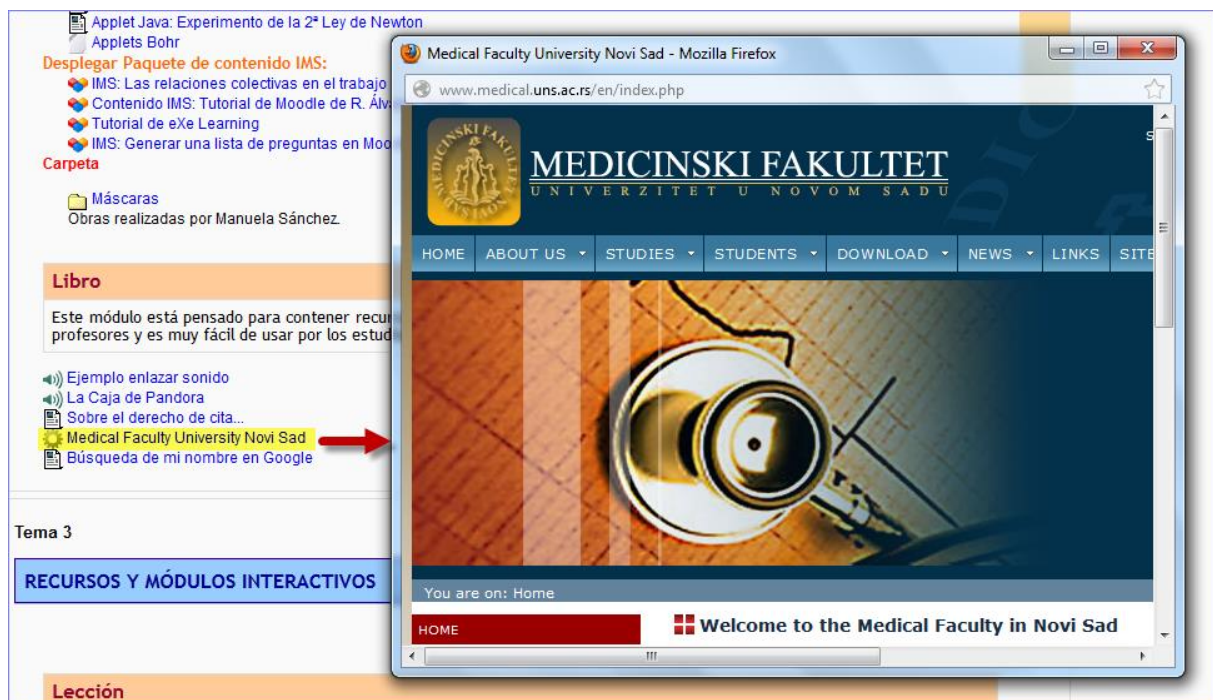 Applet Java: Experimento de la 2ª Ley de Newton
Applets Bohr
Desplegar Paquete de contenido IMS:
IMS: Las relaciones colectivas en el trabajo
Contenido IMS: Tutorial de Moodle de R.
Tutorial de eXe Learning
IMS: Generar una lista de preguntas en
Carpeta
Máscaras
Obras realizadas por Manuela Sánchez.
Libro
Este módulo está pensado para contener
profesores y es muy fácil de usar por los
Ejemplo enlazar sonido
La Caja de Pandora
Sobre el derecho de cita...
Medical Faculty University Novi Sad
Búsqueda de mi nombre en Google
Tema 3
RECURSOS Y MÓDULOS INTERACTIVOS
Lección
Medical Faculty University Novi Sad - Mozilla Firefox
www.medical.uns.ac.rs/en/index.php
MEDICINSKI FAKULTET
UNIVERZITET U NOVOM SADU
HOME ABOUT US STUDIES STUDENTS DOWNLOAD NEWS LINKS
You are on: Home
HOME
Welcome to the Medical Faculty in Novi Sad